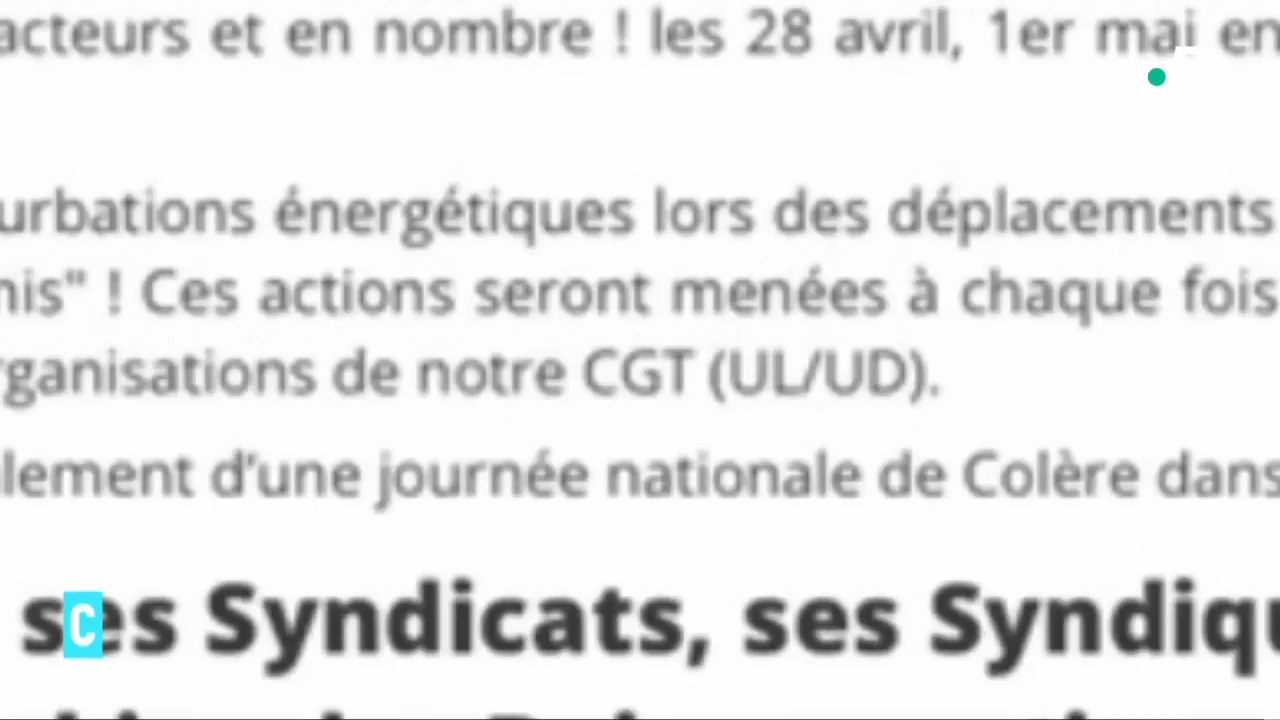 acteurs et en nombre ! les 28 avril, 1er mai en
urbations énergétiques lors des déplacements
nis" ! Ces actions seront menées à chaque fois
rganisations de notre CGT (UL/UD).
lement d’une journée nationale de Colère dans
ses Syndicats, ses Syndiqu
C